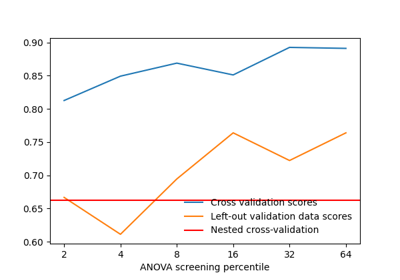 0.90
0.85
0.80
0.75
0.70
0.65
0.60
Cross validation scores
Left-out validation data scores
Nested cross-validation
2 4 8 16 32 64
ANOVA screening percentile